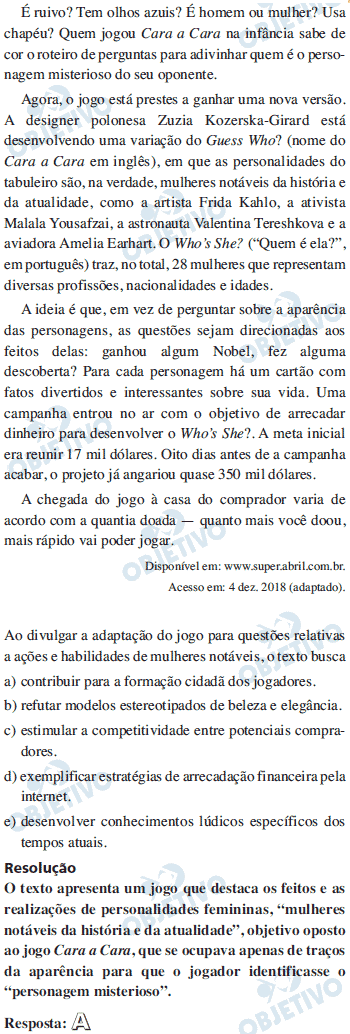 É ruivo? Tem olhos azuis? É homem ou mulher? Usa
chapéu? Quem jogou Cara a Cara na infância sabe de
cor o roteiro de perguntas para adivinhar quem é o perso-
nagem misterioso do seu oponente.
Agora, o jogo está prestes a ganhar uma nova versão.
A designer polonesa Zuzia Kozerska-Girard está
desenvolvendo uma variação do Guess Who? (nome do
Cara a Cara em inglês), em que as personalidades do
tabuleiro são, na verdade, mulheres notáveis da história e
da atualidade, como a artista Frida Kahlo, a ativista
Malala Yousafzai, a astronauta Valentina Tereshkova e a
aviadora Amelia Earhart. O Who's She? ("Quem é ela?",
em português) traz, no total, 28 mulheres que representam
diversas profissões, nacionalidades e idades.
A ideia é que, em vez de perguntar sobre a aparência
das personagens, as questões sejam direcionadas aos
feitos delas: ganhou algum Nobel, fez alguma
descoberta? Para cada personagem há um cartão com
fatos divertidos e interessantes sobre sua vida. Uma
campanha entrou no ar com o objetivo de arrecadar
dinheiro para desenvolver o Who's She?. A meta inicial
era reunir 17 mil dólares. Oito dias antes de a campanha
acabar, o projeto já angariou quase 350 mil dólares.
A chegada do jogo à casa do comprador varia de
acordo com a quantia doada — quanto mais você doou,
mais rápido vai poder jogar.
Disponível em: www.super.abril.com.br.
Acesso em: 4 dez. 2018 (adaptado).
Ao divulgar a adaptação do jogo para questões relativas
a ações e habilidades de mulheres notáveis, o texto busca
a) contribuir para a formação cidadã dos jogadores.
b) refutar modelos estereotipados de beleza e elegância.
c) estimular a competitividade entre potenciais compra-
dores.
d) exemplificar estratégias de arrecadação financeira pela
internet.
e) desenvolver conhecimentos lúdicos específicos dos
tempos atuais.
Resolução
O texto apresenta um jogo que destaca os feitos e as
realizações de personalidades femininas, "mulheres
notáveis da história e da atualidade", objetivo oposto
ao jogo Cara a Cara, que se ocupava apenas de traços
da aparência para que o jogador identificasse o
"personagem misterioso".
Resposta: A
OBJETIVO
OBJETIVO
OBJETIVO
OBJETIVO
OBJETIVO
OBJETIVO
OBJETIVO
OBJETIVO
OBJETIVO
OBJETIVO